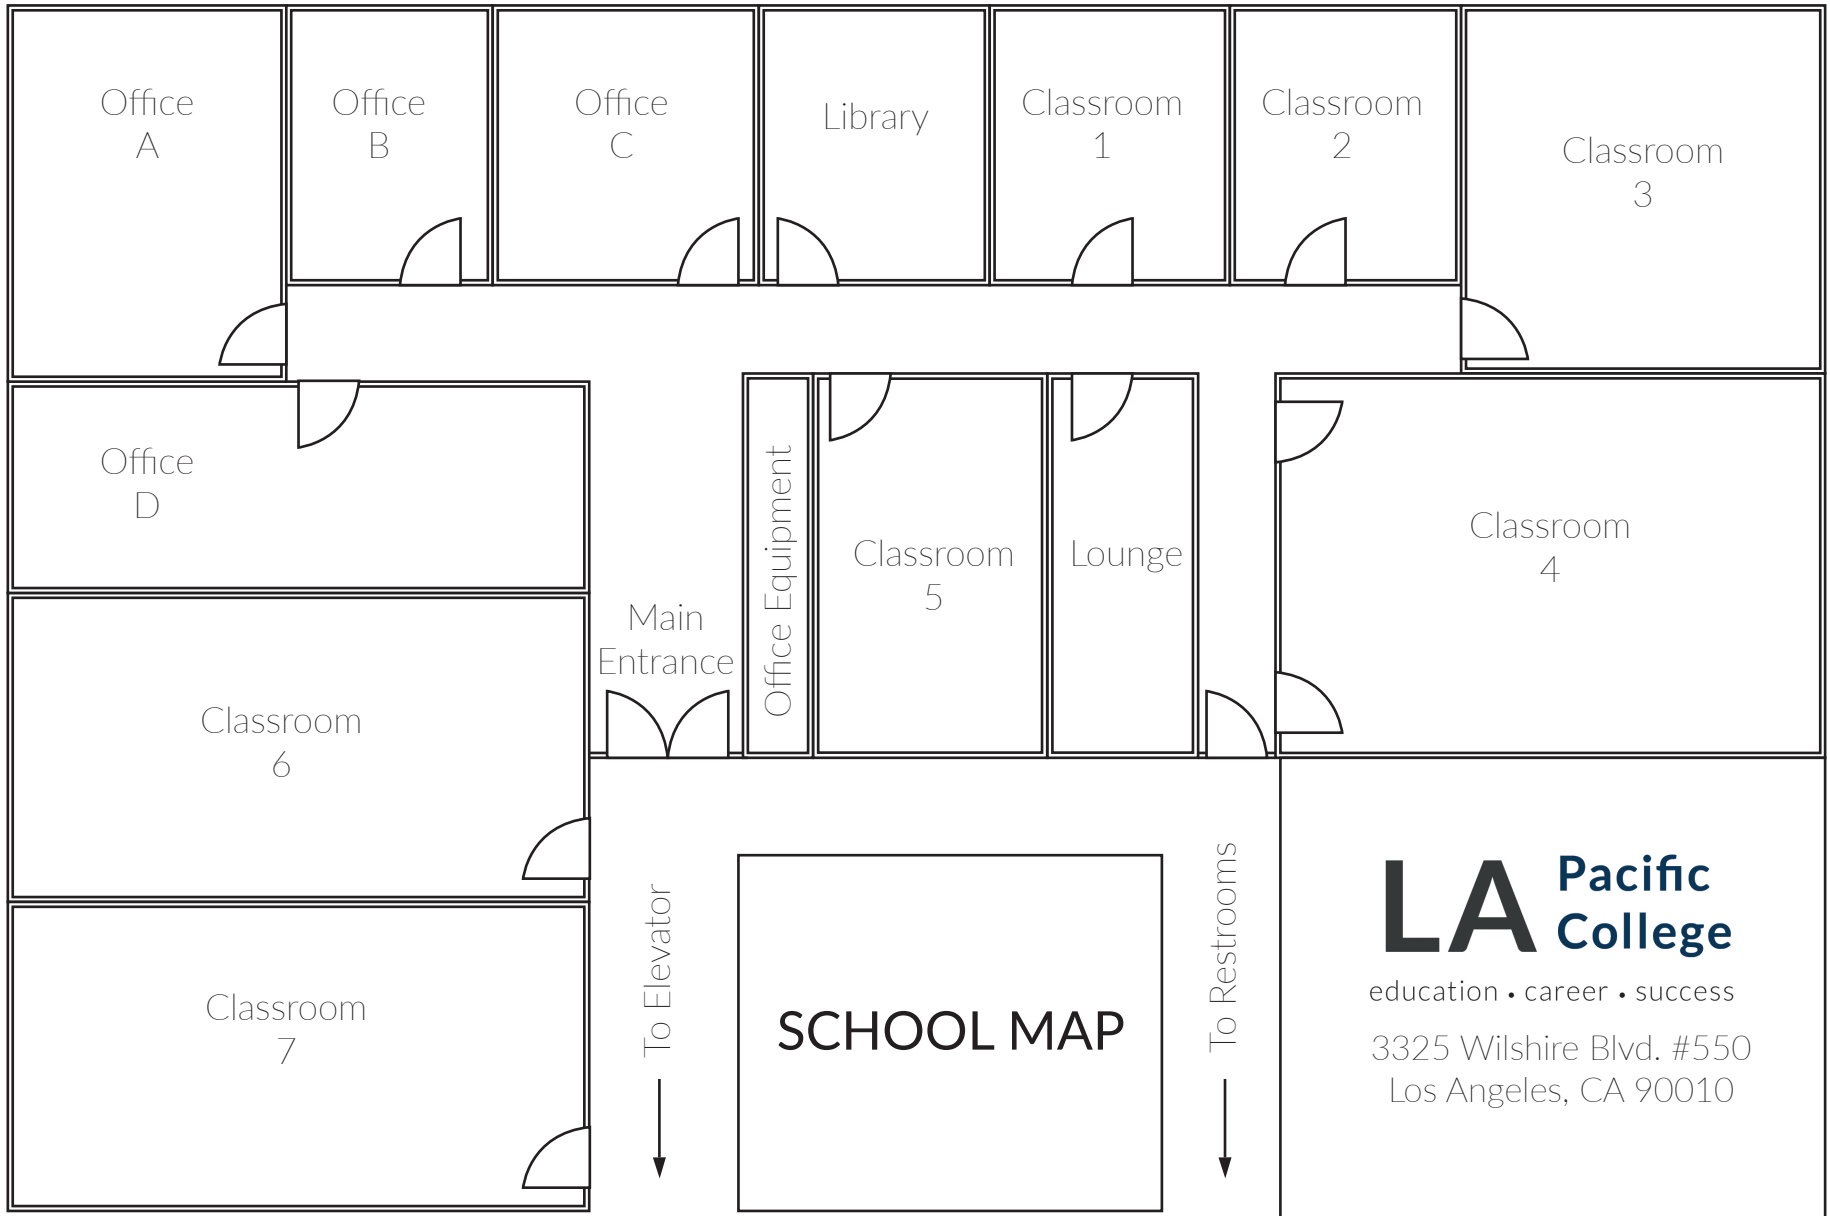 Office
A
Office
B
Office
C
Library
Classroom
1
Classroom
2
Classroom
3
Office
D
Main
Entrance
Office Equipment
Classroom
5
Lounge
Classroom
4
Classroom
6
Classroom
7
To Elevator
SCHOOL MAP
To Restrooms
LA Pacific
College
education • career • success
3325 Wilshire Blvd. #550
Los Angeles, CA 90010